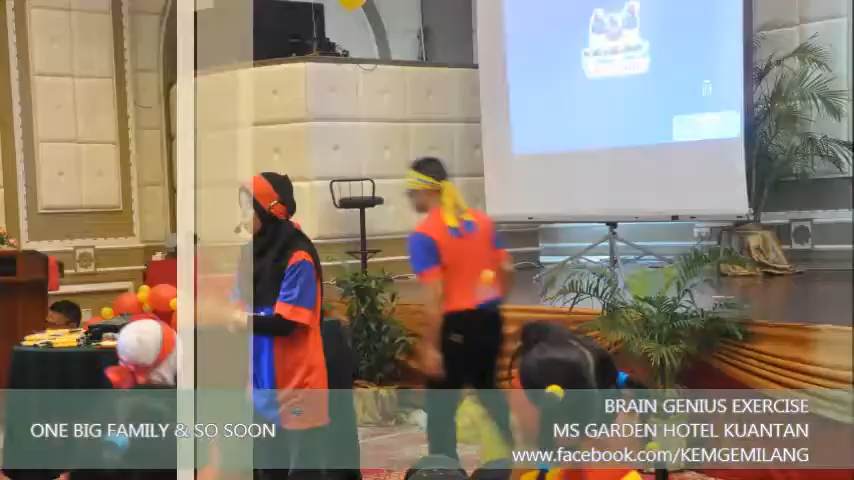 ONE BIG FAMILY & SO SOON
BRAIN GENIUS EXERCISE
MS GARDEN HOTEL KUANTAN
www.facebook.com/KEMGEMILANG